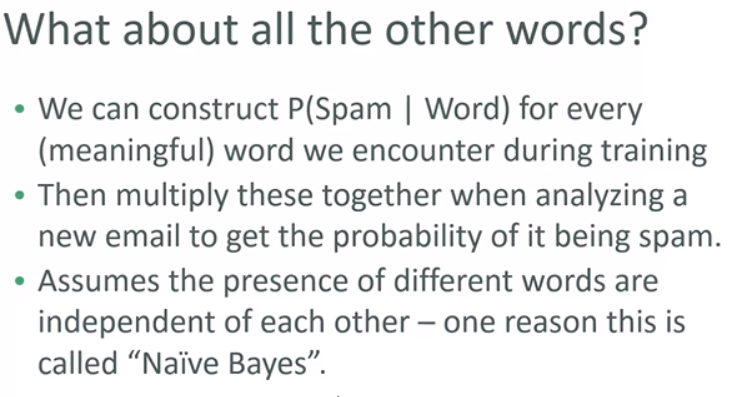 What about all the other words?
• We can construct P(Spam | Word) for every
(meaningful) word we encounter during training
• Then multiply these together when analyzing a
new email to get the probability of it being spam.
• Assumes the presence of different words are
independent of each other – one reason this is
called “Naïve Bayes”.